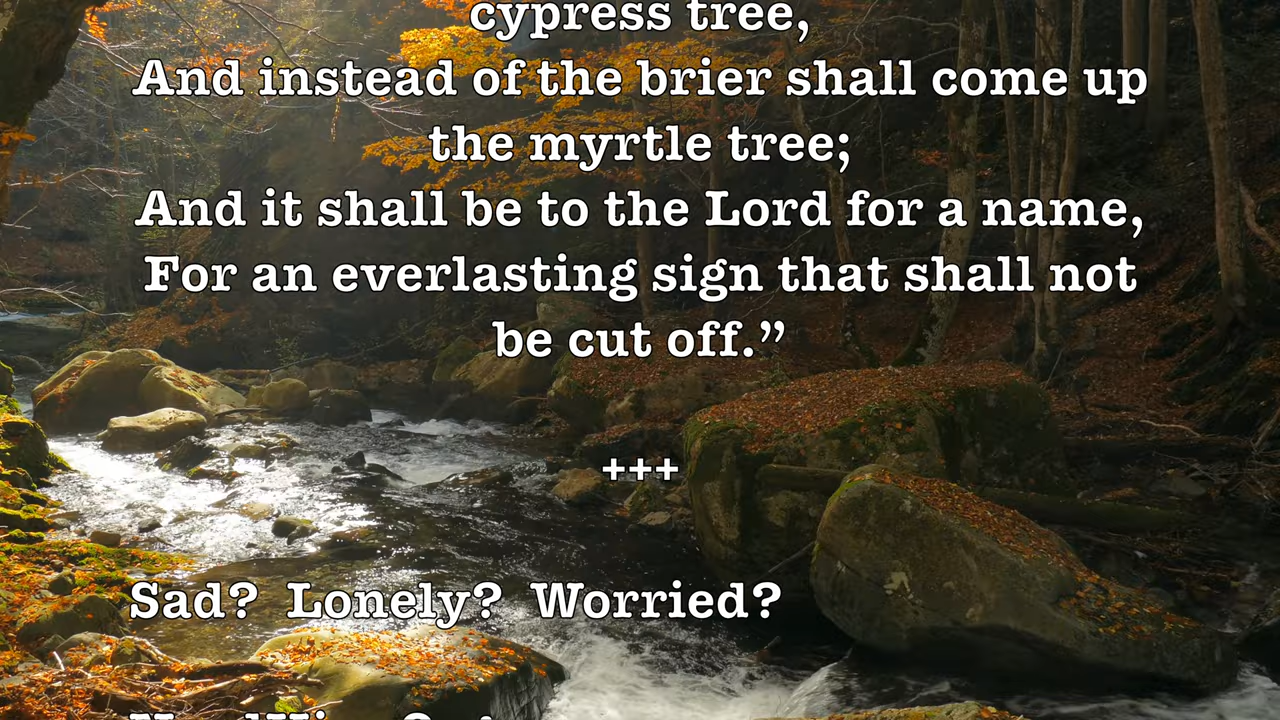 cypress tree,
And instead of the brier shall come up
the myrtle tree;
And it shall be to the Lord for a name,
For an everlasting sign that shall not
be cut off.”
+++
Sad?  Lonely?  Worried?